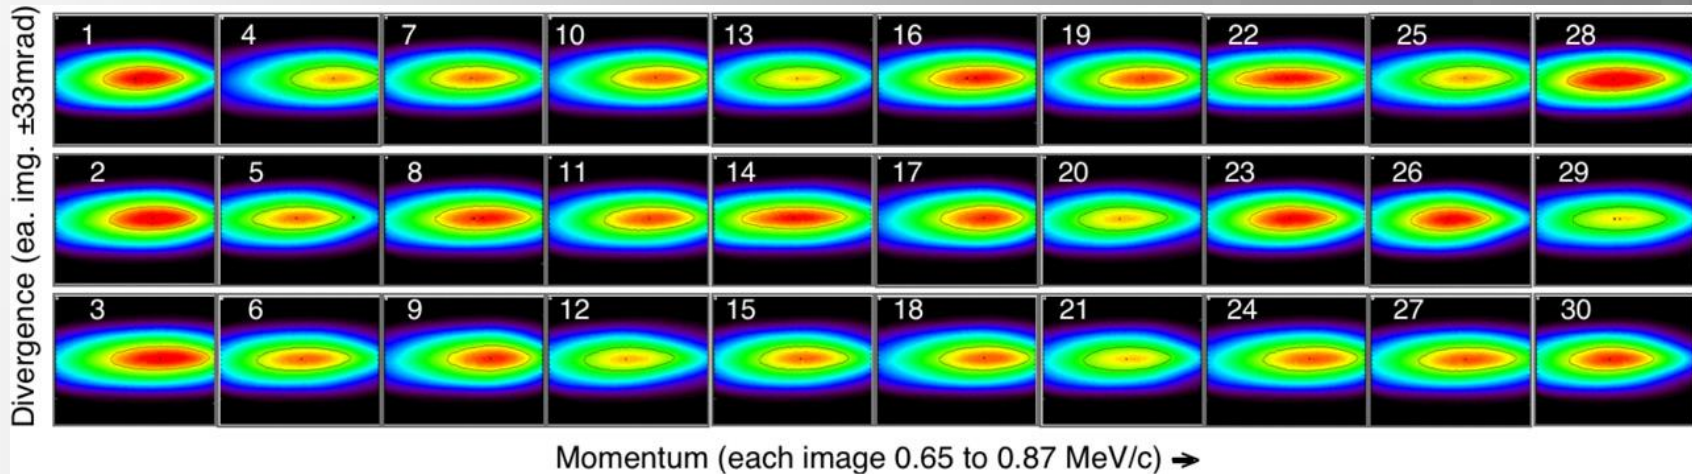 Divergence (ea. img. ±33mrad)
1 4 7 10 13 16 19 22 25 28
2 5 8 11 14 17 20 23 26 29
3 6 9 12 15 18 21 24 27 30
Momentum (each image 0.65 to 0.87 MeV/c) →